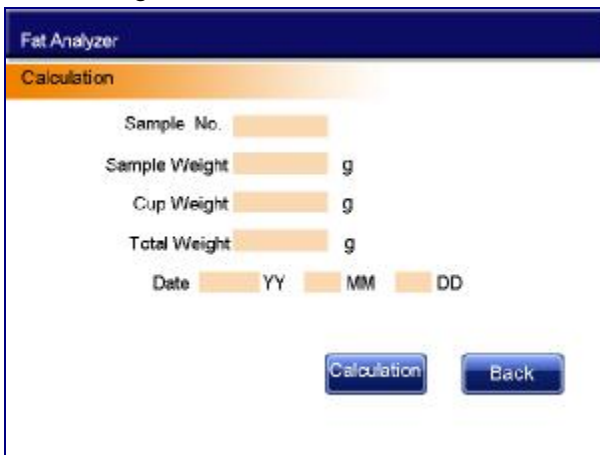 Fat Analyzer
Calculation
Sample No.
Sample Weight g
Cup Weight g
Total Weight g
Date YY MM DD
Calculation Back